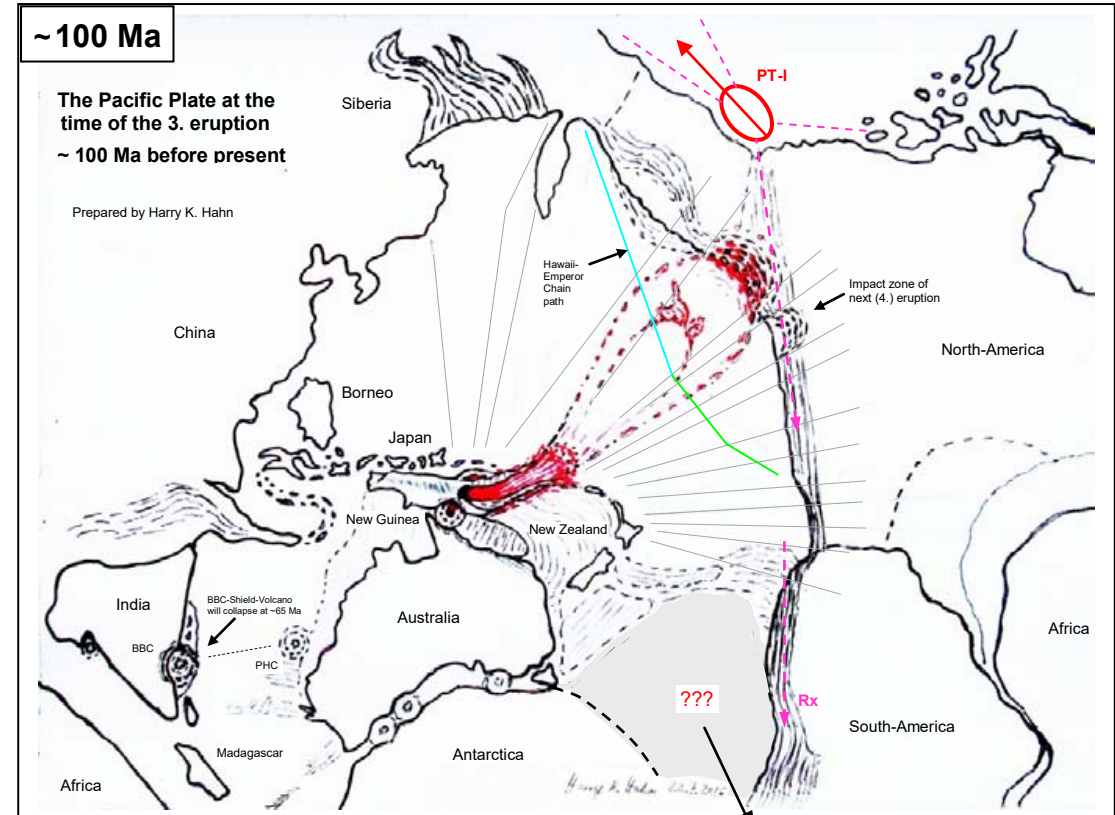 ~100 Ma
The Pacific Plate at the
time of the 3. eruption
~ 100 Ma before present
Prepared by Harry K. Hahn
Siberia
PT-I
Hawaii-
Emperor
Chain
path
Impact zone of
next (4.) eruption
China
North-America
Borneo
Japan
New Guinea
New Zealand
India
BBC-Shield-Volcano
will collapse at ~65 Ma
Australia
Africa
BBC
PHC
???
Rx
South-America
Madagascar
Antarctica
Africa
Harry K. Hahn